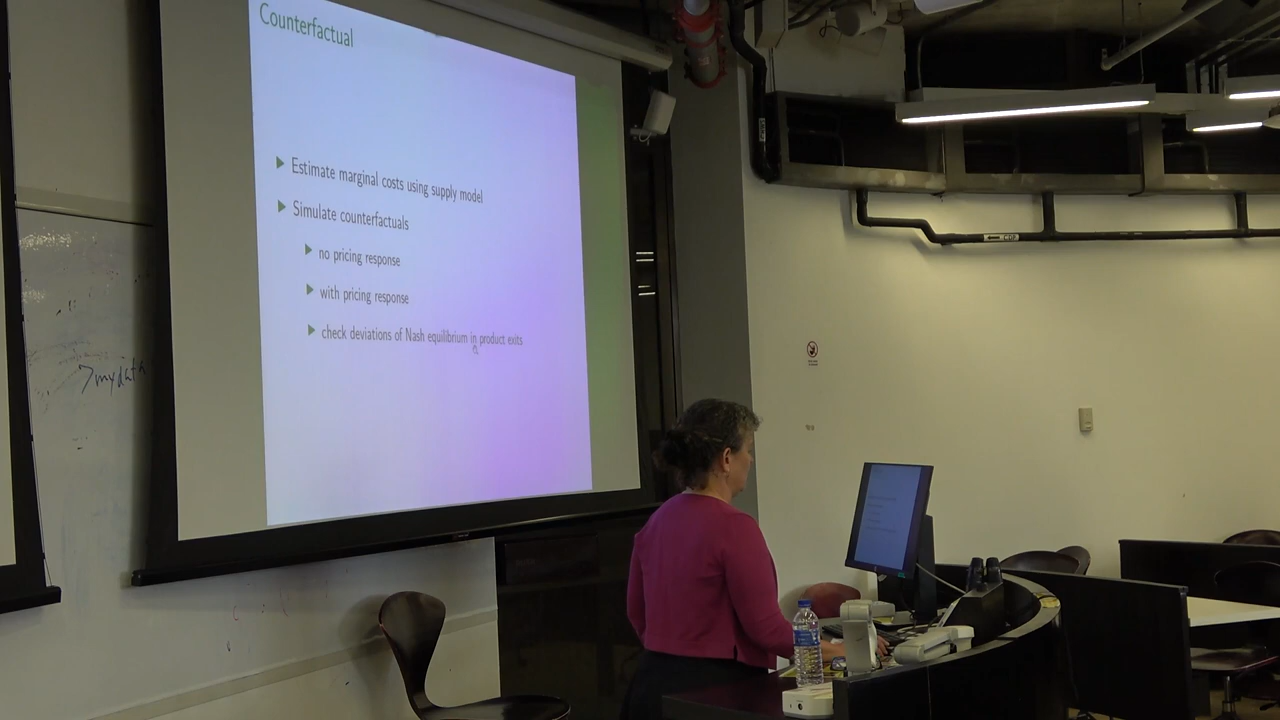 Counterfactual
Estimate marginal costs using supply model
Simulate counterfactuals
no pricing response
with pricing response
check deviations of Nash equilibrium in product exits
>mydata